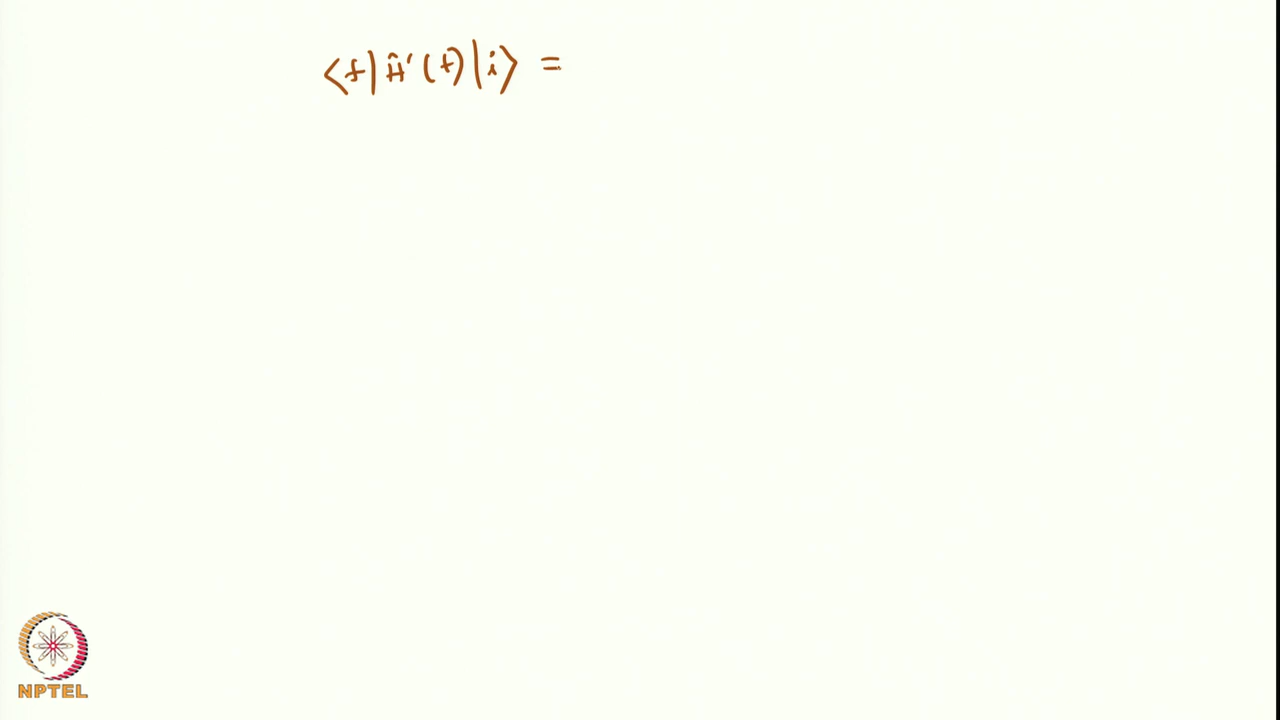 ⟨f|Ĥ′(t)|i⟩ =
NPTEL